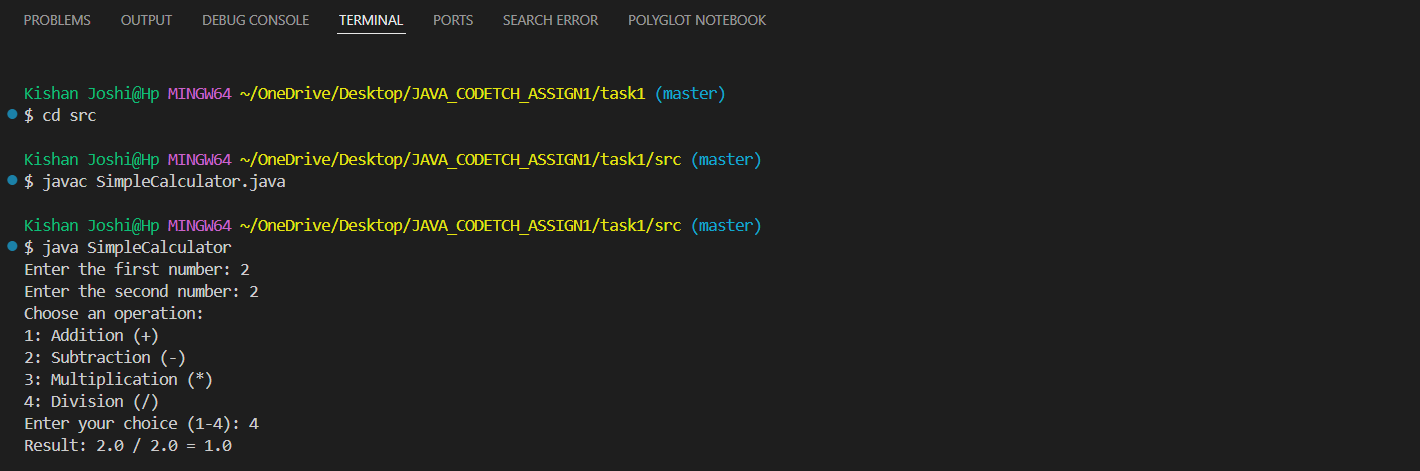 PROBLEMS OUTPUT DEBUG CONSOLE TERMINAL PORTS SEARCH ERROR POLYGLOT NOTEBOOK
Kishan Joshi@Hp MINGW64 ~/OneDrive/Desktop/JAVA_CODETCH_ASSIGN1/task1 (master)
$ cd src
Kishan Joshi@Hp MINGW64 ~/OneDrive/Desktop/JAVA_CODETCH_ASSIGN1/task1/src (master)
$ javac SimpleCalculator.java
Kishan Joshi@Hp MINGW64 ~/OneDrive/Desktop/JAVA_CODETCH_ASSIGN1/task1/src (master)
$ java SimpleCalculator
Enter the first number: 2
Enter the second number: 2
Choose an operation:
1: Addition (+)
2: Subtraction (-)
3: Multiplication (*)
4: Division (/)
Enter your choice (1-4): 4
Result: 2.0 / 2.0 = 1.0